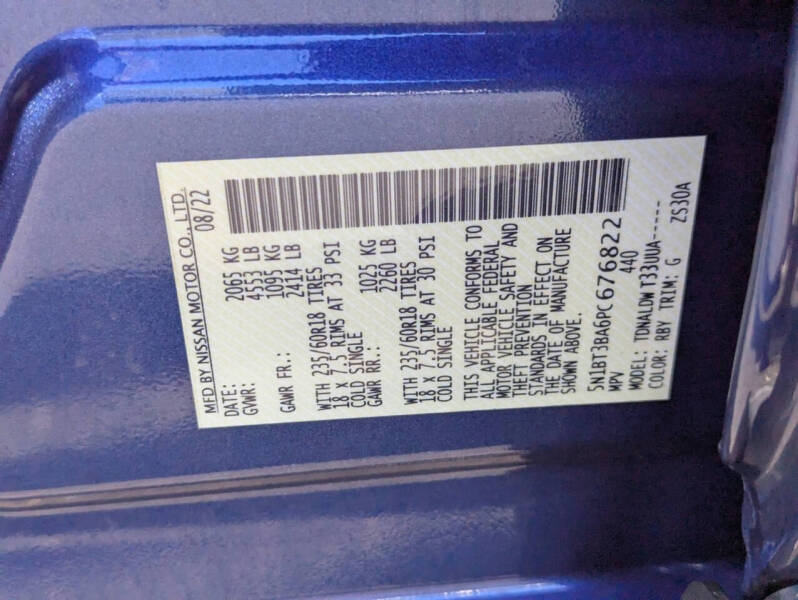 MFD BY NISSAN MOTOR CO., LTD.
DATE: 08/22
GVWR: 2065 KG
4553 LB
GAWR FR.: 1095 KG
2414 LB
WITH 235/60R18 TIRES
18 x 7.5 RIMS AT 33 PSI
COLD SINGLE
GAWR RR.: 1025 KG
2260 LB
WITH 235/60R18 TIRES
18 x 7.5 RIMS AT 30 PSI
COLD SINGLE
THIS VEHICLE CONFORMS TO
ALL APPLICABLE FEDERAL
MOTOR VEHICLE SAFETY AND
THEFT PREVENTION
STANDARDS IN EFFECT ON
THE DATE OF MANUFACTURE
SHOWN ABOVE.
5N1BT3BA6PC676822
MPV 440
MODEL: TDNALDW T33UUA-----
COLOR: RBY TRIM: G ZS30A